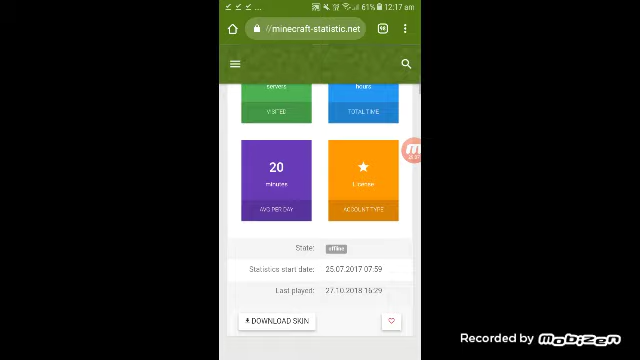 61% 12:17 am
//minecraft-statistic.net
98
servers
hours
VISITED
TOTAL TIME
20
minutes
License
AVG PER DAY
ACCOUNT TYPE
State: offline
Statistics start date: 25.07.2017 07:59
Last played: 27.10.2018 16:29
DOWNLOAD SKIN
Recorded by mobizen